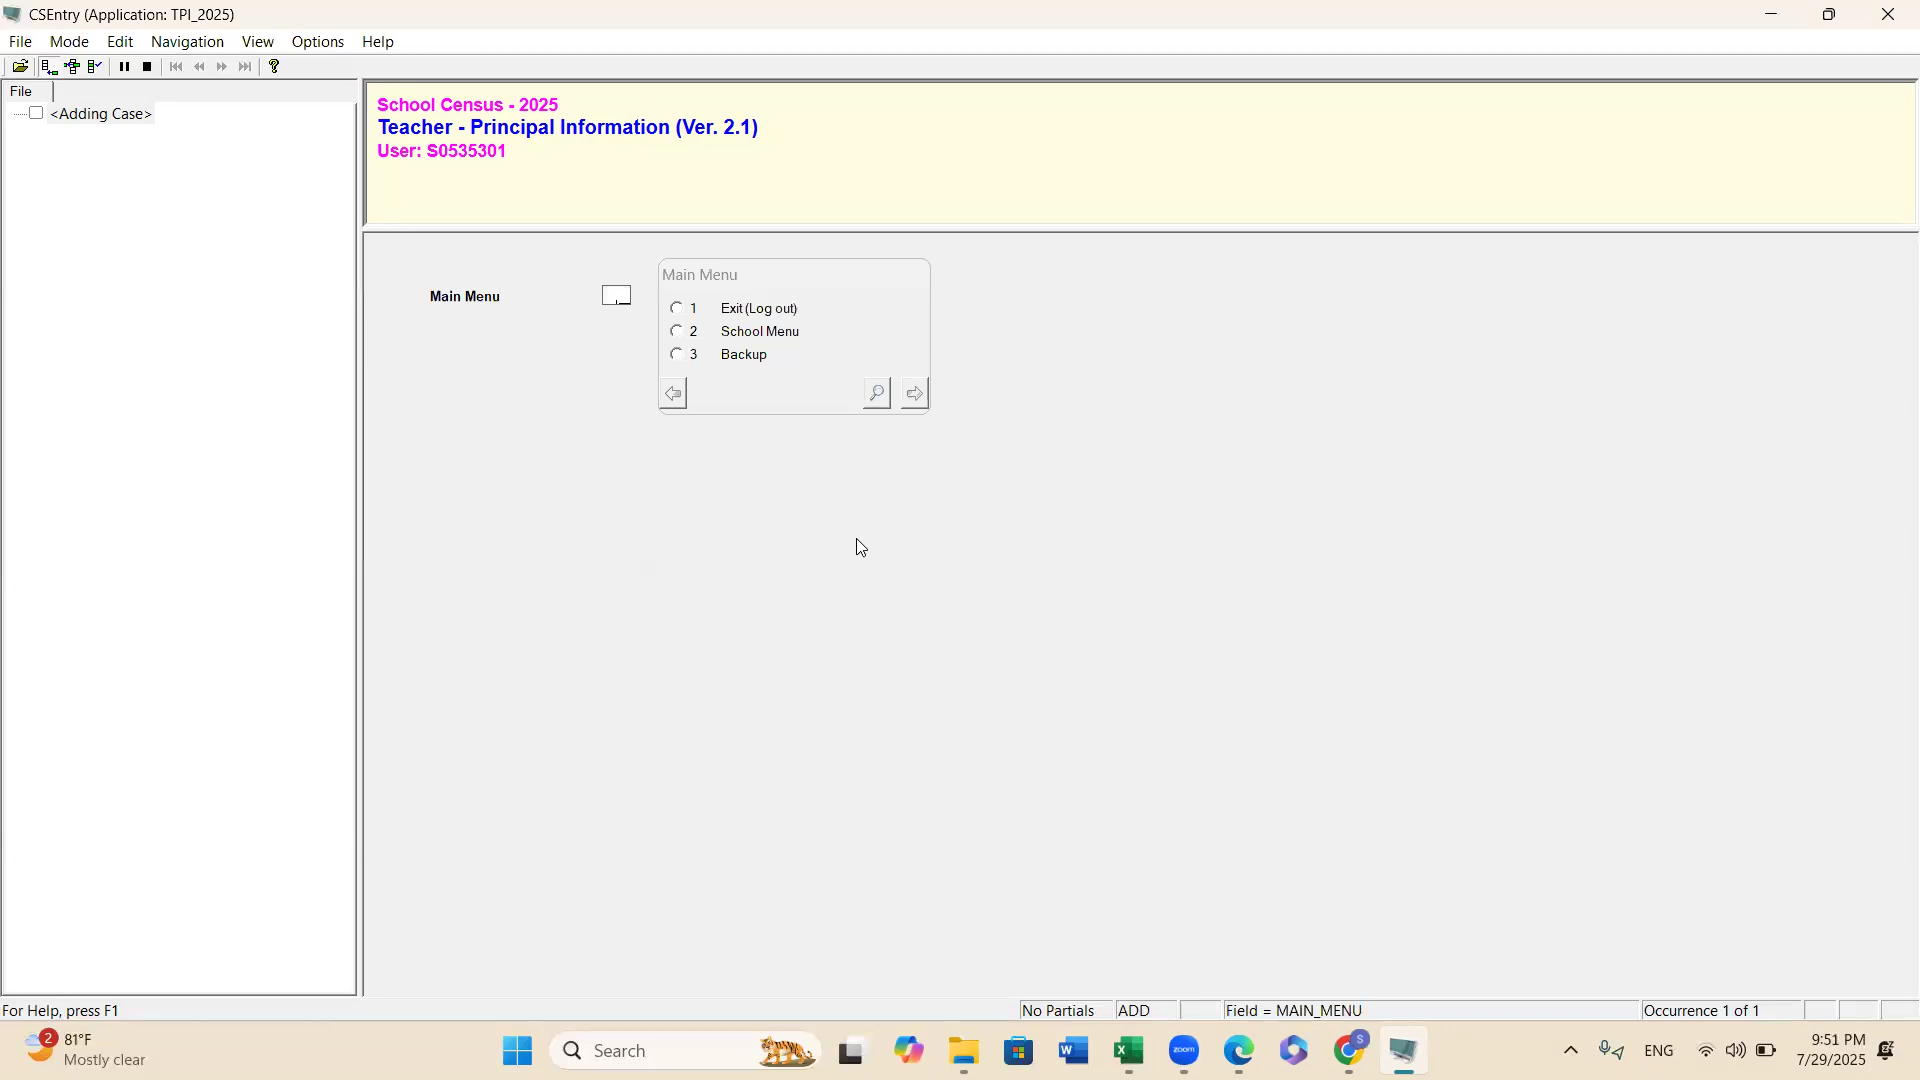 CSEntry (Application: TPI_2025)
File Mode Edit Navigation View Options Help
File
<Adding Case>
School Census - 2025
Teacher - Principal Information (Ver. 2.1)
User: S0535301
Main Menu
Main Menu
1 Exit (Log out)
2 School Menu
3 Backup
For Help, press F1
No Partials
ADD
Field = MAIN_MENU
Occurrence 1 of 1
2
81°F
Mostly clear
Search
zoom
S
ENG
9:51 PM
7/29/2025